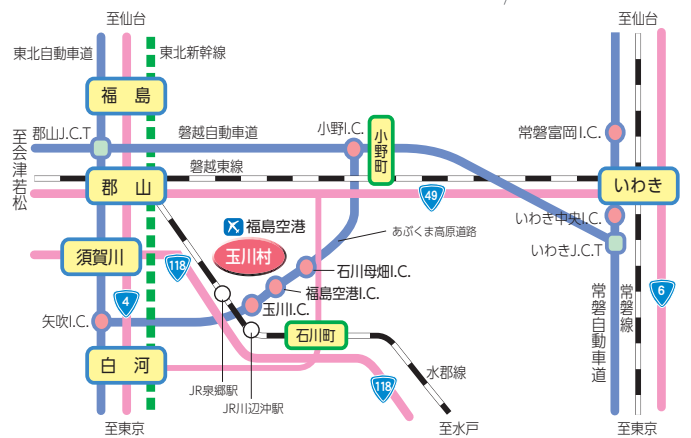 至仙台
至仙台
東北自動車道
東北新幹線
福島
至会津若松
郡山J.C.T
磐越自動車道
小野I.C.
小野町
常磐富岡I.C.
磐越東線
郡山
49
いわき
いわき中央I.C.
福島空港
あぶくま高原道路
いわきJ.C.T
玉川村
須賀川
118
石川母畑I.C.
福島空港I.C.
玉川I.C.
4
6
常磐自動車道
常磐線
矢吹I.C.
石川町
白河
JR泉郷駅
JR川辺沖駅
118
水郡線
至東京
至水戸
至東京